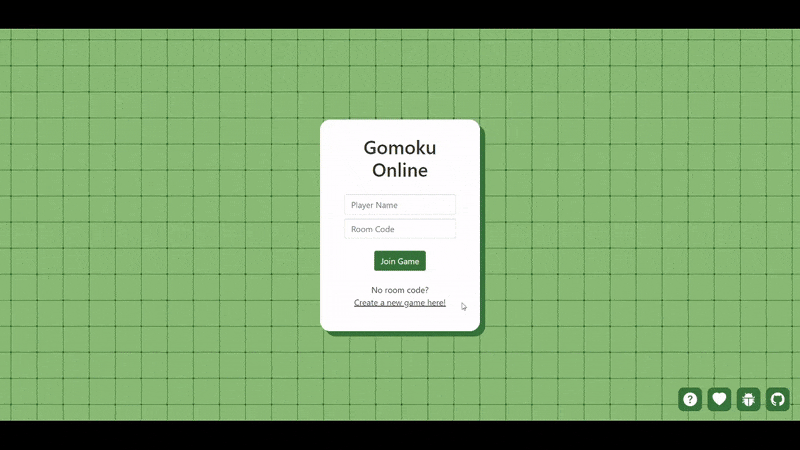 Gomoku
Online
Player Name
Room Code
Join Game
No room code?
Create a new game here!